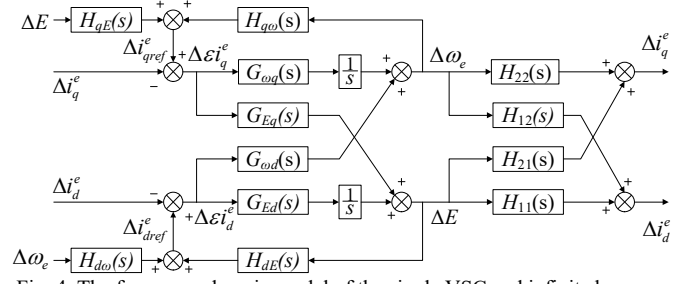 ΔE H_{qE}(s) + + H_{qω}(s)
Δi^e_{qref} + Δεi^e_q Δω_e Δi^e_q
G_{ωq}(s) 1/s + + H_{22}(s) + +
Δi^e_q −
G_{Eq}(s) H_{12}(s)
G_{ωd}(s) H_{21}(s)
Δi^e_d −
+ Δεi^e_d G_{Ed}(s) 1/s + + ΔE H_{11}(s) + +
Δi^e_{dref} Δi^e_d
Δω_e H_{dω}(s) + + H_{dE}(s)